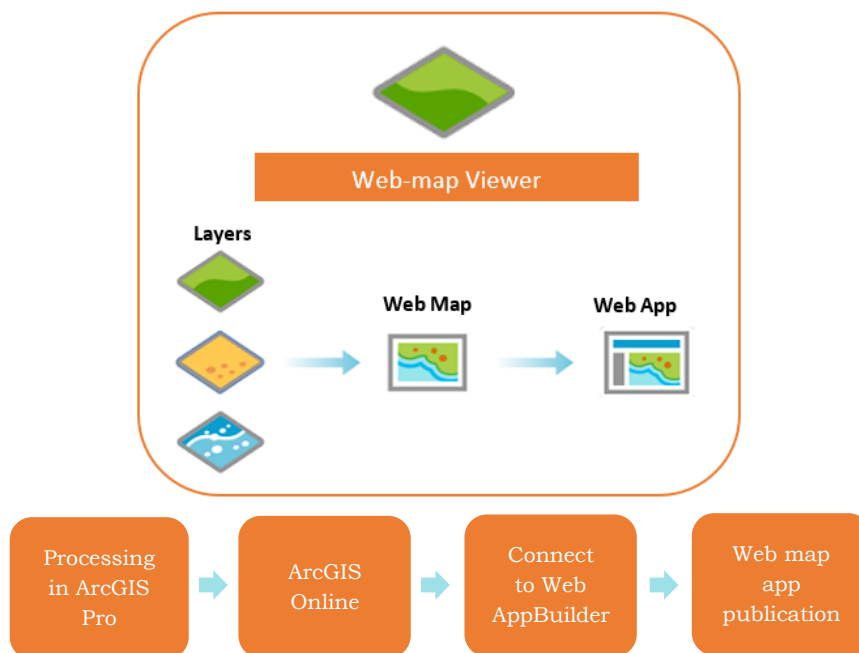 Web-map Viewer
Layers
Web Map
Web App
Processing
in ArcGIS
Pro
ArcGIS
Online
Connect
to Web
AppBuilder
Web map
app
publication